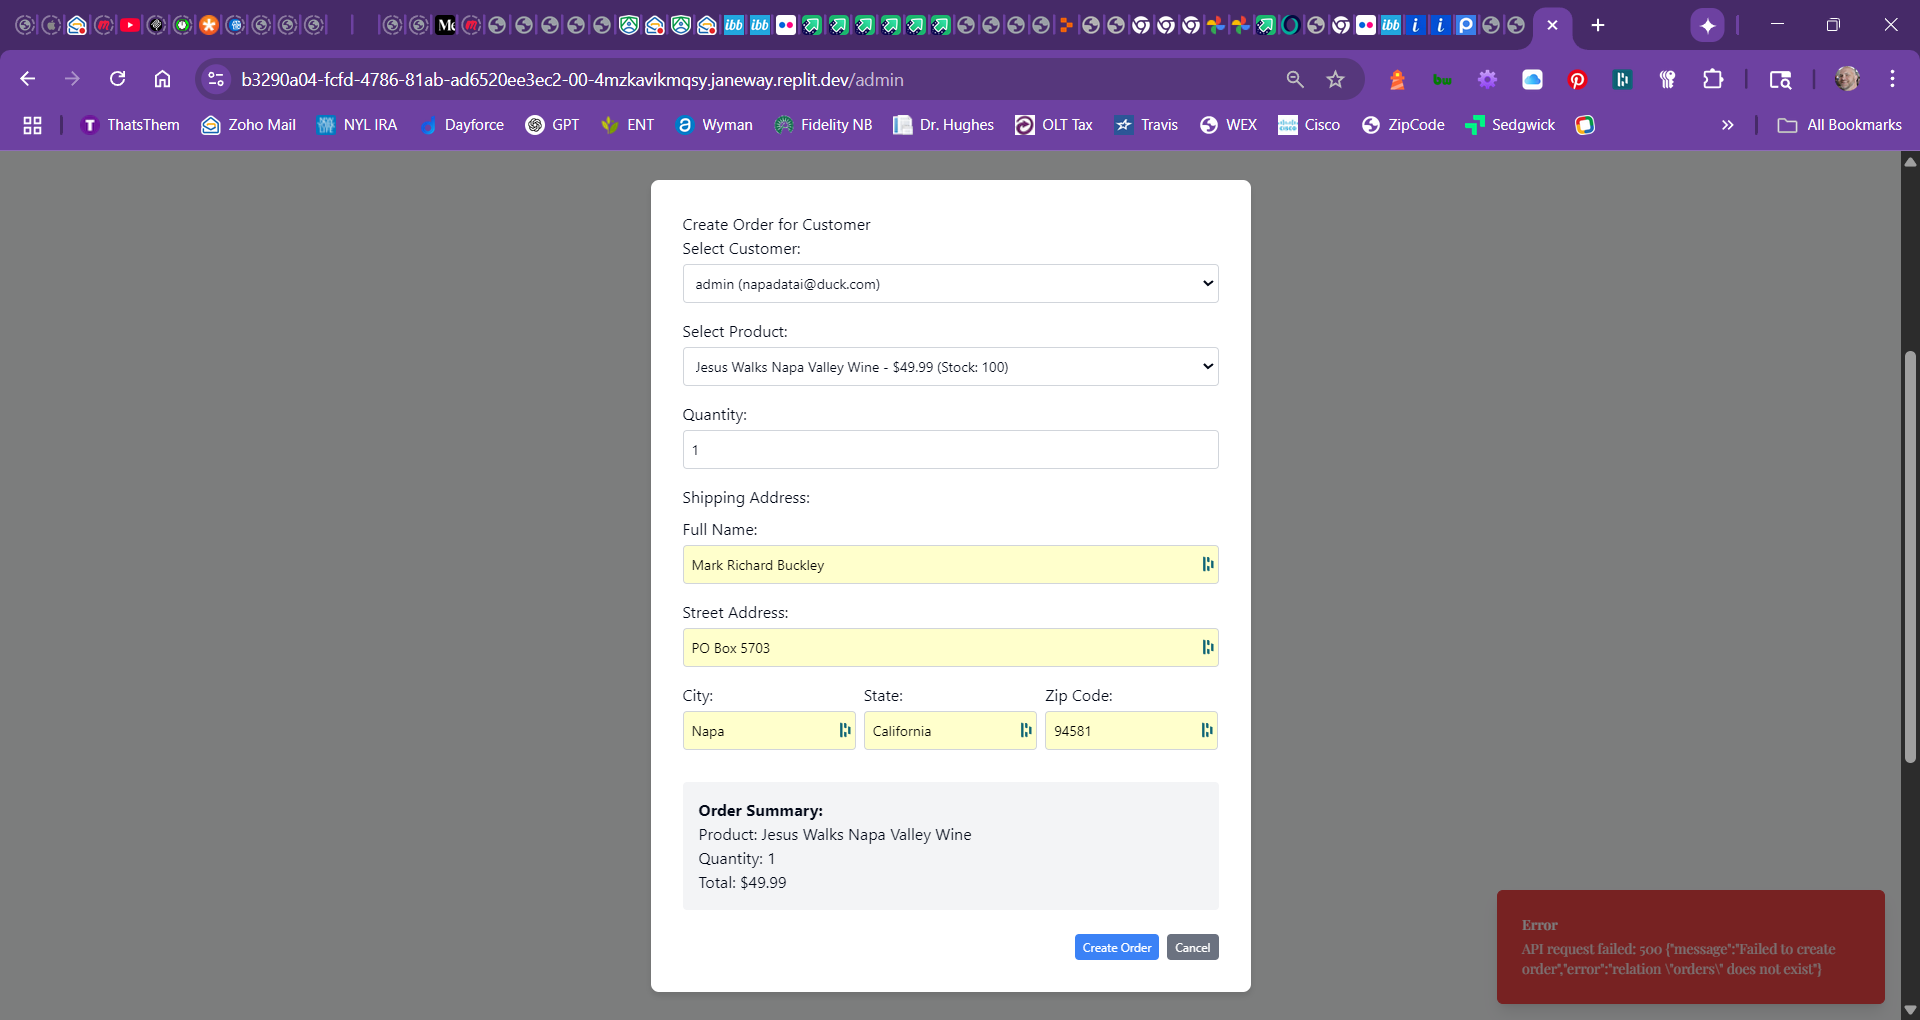 b3290a04-fcfd-4786-81ab-ad6520ee3ec2-00-4mzkavikmqsy.janeway.replit.dev/admin
ThatsThem Zoho Mail NYL IRA Dayforce GPT ENT Wyman Fidelity NB Dr. Hughes OLT Tax Travis WEX Cisco ZipCode Sedgwick » All Bookmarks
Create Order for Customer
Select Customer:
admin (napadatai@duck.com)
Select Product:
Jesus Walks Napa Valley Wine - $49.99 (Stock: 100)
Quantity:
1
Shipping Address:
Full Name:
Mark Richard Buckley
Street Address:
PO Box 5703
City: State: Zip Code:
Napa California 94581
Order Summary:
Product: Jesus Walks Napa Valley Wine
Quantity: 1
Total: $49.99
Create Order Cancel
Error
API request failed: 500 {"message":"Failed to create
order","error":"relation \"orders\" does not exist"}